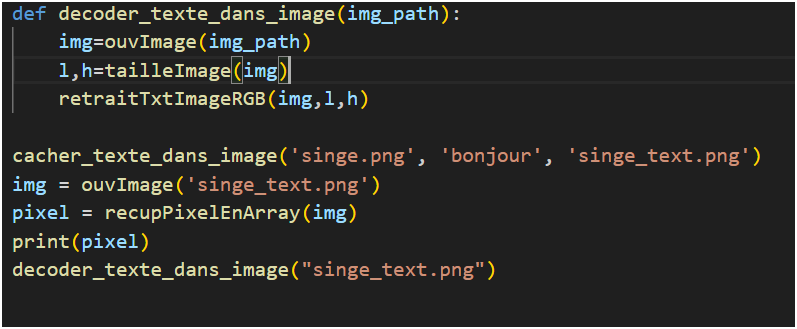 def decoder_texte_dans_image(img_path):
    img=ouvImage(img_path)
    l,h=tailleImage(img)
    retraitTxtImageRGB(img,l,h)
cacher_texte_dans_image('singe.png', 'bonjour', 'singe_text.png')
img = ouvImage('singe_text.png')
pixel = recupPixelEnArray(img)
print(pixel)
decoder_texte_dans_image("singe_text.png")